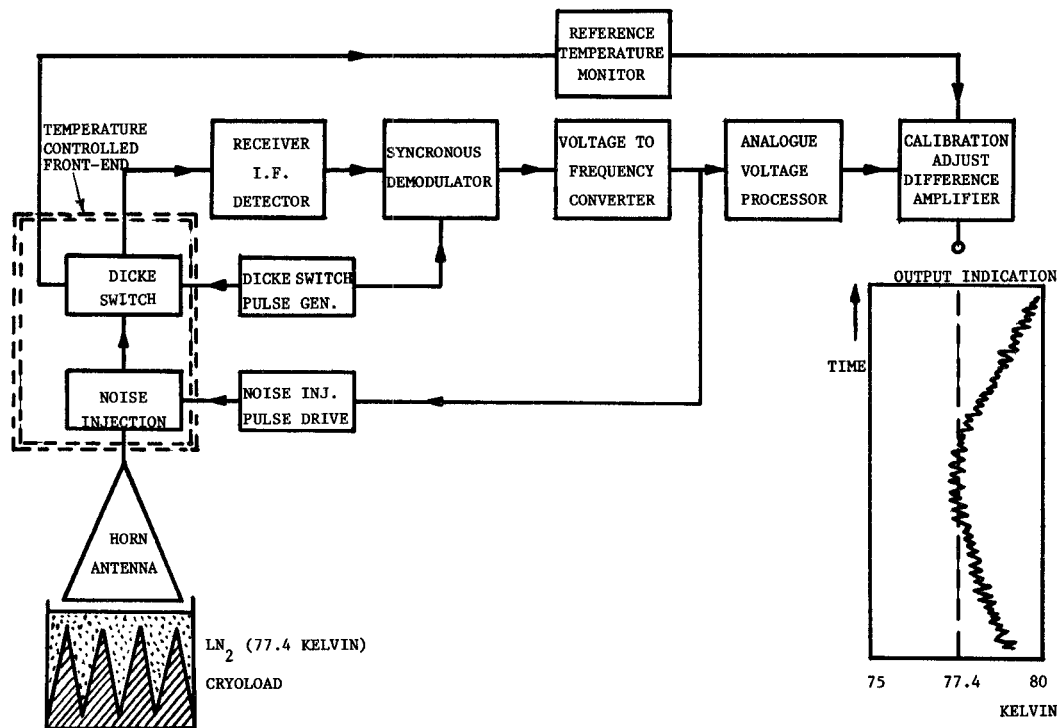 REFERENCE
TEMPERATURE
MONITOR
TEMPERATURE
CONTROLLED
FRONT-END
RECEIVER
I.F.
DETECTOR
SYNCRONOUS
DEMODULATOR
VOLTAGE TO
FREQUENCY
CONVERTER
ANALOGUE
VOLTAGE
PROCESSOR
CALIBRATION
ADJUST
DIFFERENCE
AMPLIFIER
DICKE
SWITCH
DICKE SWITCH
PULSE GEN.
OUTPUT INDICATION
TIME
NOISE
INJECTION
NOISE INJ.
PULSE DRIVE
HORN
ANTENNA
LN2 (77.4 KELVIN)
CRYOLOAD
75 77.4 80
KELVIN